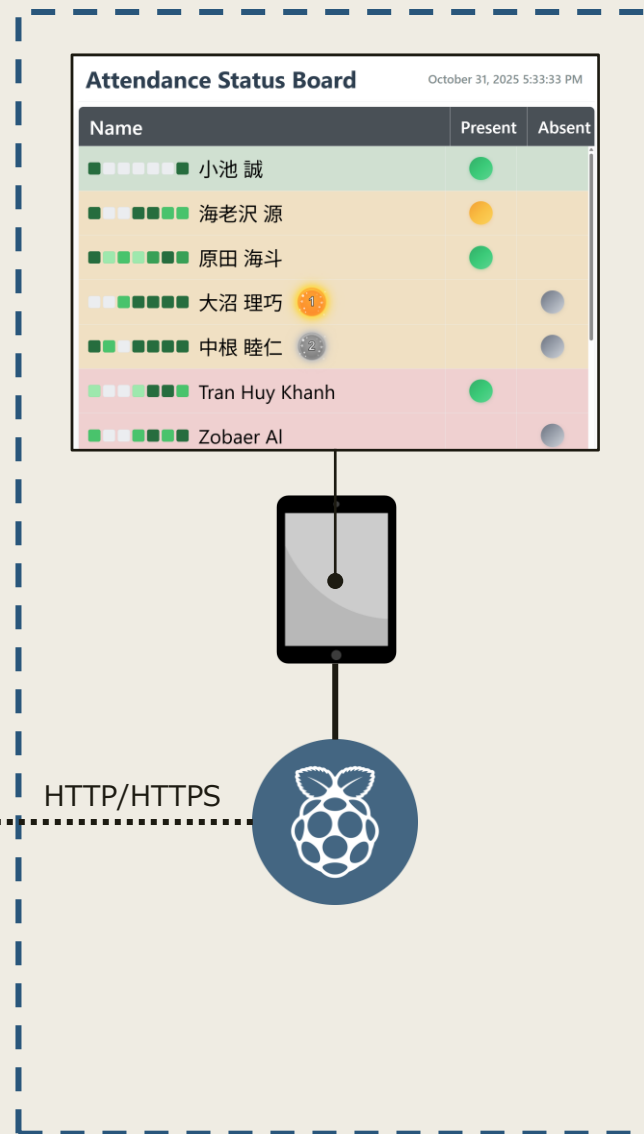 Attendance Status Board October 31, 2025 5:33:33 PM
Name Present Absent
小池 誠
海老沢 源
原田 海斗
大沼 理巧 1
中根 睦仁 2
Tran Huy Khanh
Zobaer Al
HTTP/HTTPS